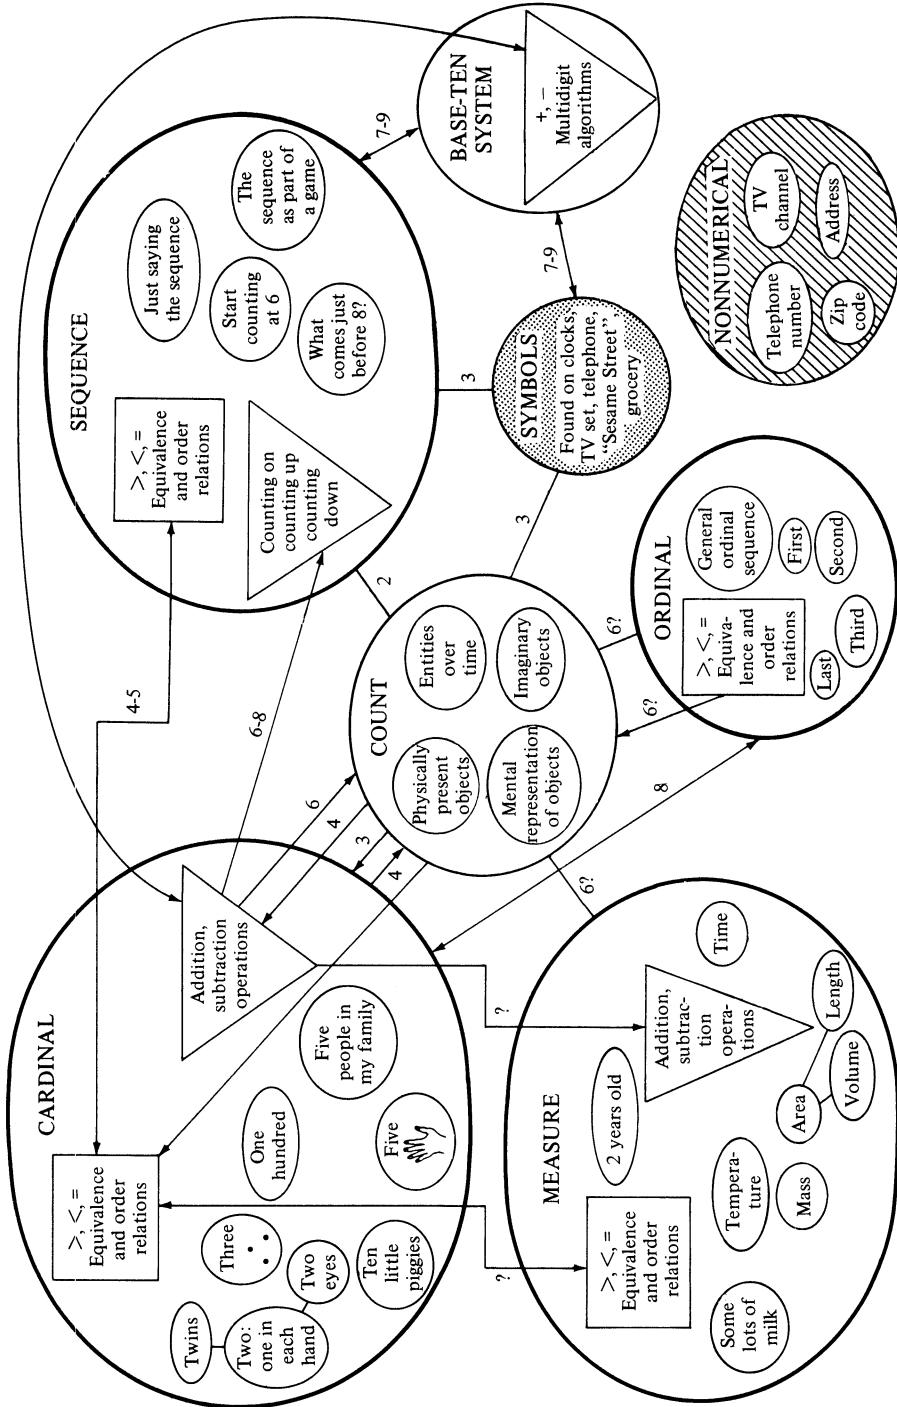 CARDINAL
>, <, =
Equivalence
and order
relations
Twins
Two:
one in
each
hand
Three
Two
eyes
Ten
little
piggies
One
hundred
Five
Five
people in
my family
Addition,
subtraction
operations
4-5
6-8
6
4
3
4
SEQUENCE
>, <, =
Equivalence
and order
relations
Counting on
counting up
counting
down
Just saying
the sequence
Start
counting
at 6
The
sequence
as part of
a game
What
comes just
before 8?
7-9
BASE-TEN
SYSTEM
+, −
Multidigit
algorithms
2
3
7-9
COUNT
Physically
present
objects
Entities
over
time
Mental
representation
of objects
Imaginary
objects
3
SYMBOLS
Found on clocks,
TV set, telephone,
“Sesame Street”,
grocery
?
?
6?
8
6?
6?
MEASURE
>, <, =
Equivalence
and order
relations
2 years old
Addition,
subtrac-
tion
opera-
tions
Time
Some
lots of
milk
Tempera-
ture
Mass
Area
Length
Volume
ORDINAL
>, <, =
Equiva-
lence and
order
relations
General
ordinal
sequence
First
Second
Last
Third
NONNUMERICAL
Telephone
number
TV
channel
Zip
code
Address